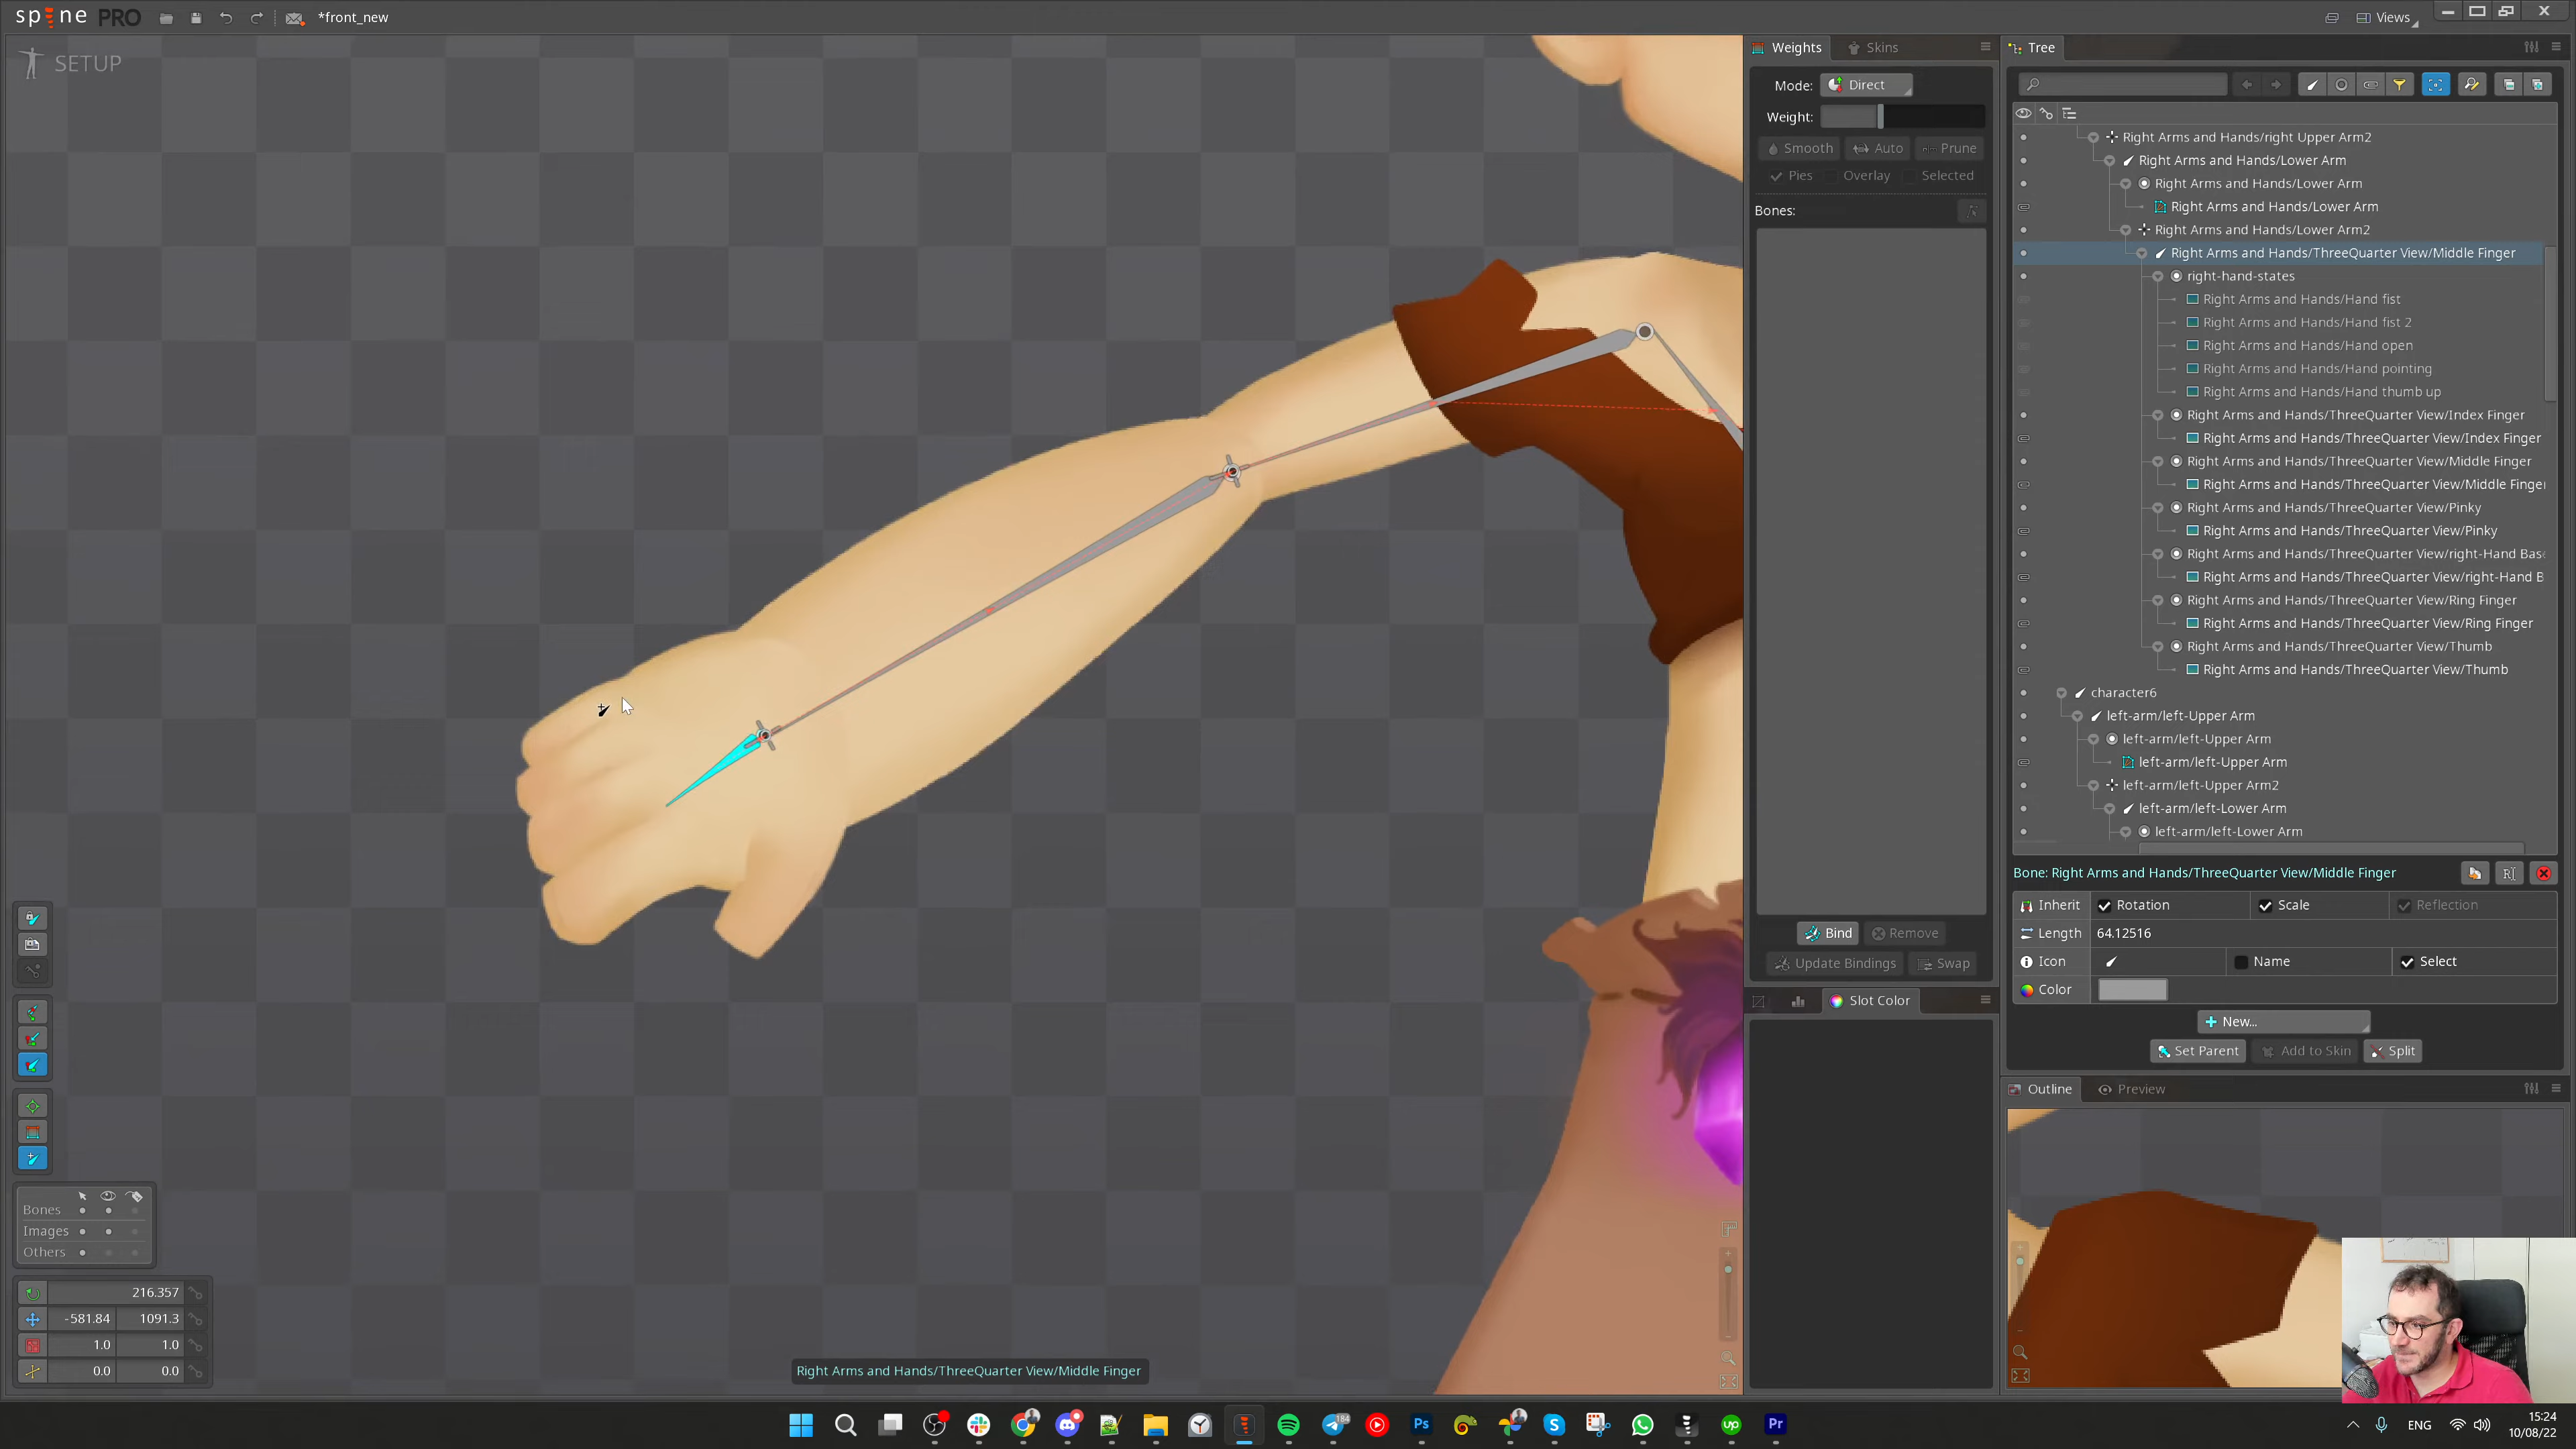 spine PRO
*front_new
Views
SETUP
Weights
Skins
Mode:
Direct
Weight:
Smooth
Auto
Prune
Pies
Overlay
Selected
Bones:
Bind
Remove
Update Bindings
Swap
Slot Color
Tree
Right Arms and Hands/right Upper Arm2
Right Arms and Hands/Lower Arm
Right Arms and Hands/Lower Arm
Right Arms and Hands/Lower Arm
Right Arms and Hands/Lower Arm2
Right Arms and Hands/ThreeQuarter View/Middle Finger
right-hand-states
Right Arms and Hands/Hand fist
Right Arms and Hands/Hand fist 2
Right Arms and Hands/Hand open
Right Arms and Hands/Hand pointing
Right Arms and Hands/Hand thumb up
Right Arms and Hands/ThreeQuarter View/Index Finger
Right Arms and Hands/ThreeQuarter View/Index Finger
Right Arms and Hands/ThreeQuarter View/Middle Finger
Right Arms and Hands/ThreeQuarter View/Middle Finger
Right Arms and Hands/ThreeQuarter View/Pinky
Right Arms and Hands/ThreeQuarter View/Pinky
Right Arms and Hands/ThreeQuarter View/right-Hand Bas
Right Arms and Hands/ThreeQuarter View/right-Hand B
Right Arms and Hands/ThreeQuarter View/Ring Finger
Right Arms and Hands/ThreeQuarter View/Ring Finger
Right Arms and Hands/ThreeQuarter View/Thumb
Right Arms and Hands/ThreeQuarter View/Thumb
character6
left-arm/left-Upper Arm
left-arm/left-Upper Arm
left-arm/left-Upper Arm
left-arm/left-Upper Arm2
left-arm/left-Lower Arm
left-arm/left-Lower Arm
Bone: Right Arms and Hands/ThreeQuarter View/Middle Finger
Inherit
Rotation
Scale
Reflection
Length
64.12516
Icon
Name
Select
Color
New...
Set Parent
Add to Skin
Split
Outline
Preview
Bones
Images
Others
216.357
-581.84 1091.3
1.0 1.0
0.0 0.0
Right Arms and Hands/ThreeQuarter View/Middle Finger
184
Ps
up
Pr
ENG
15:24
10/08/22